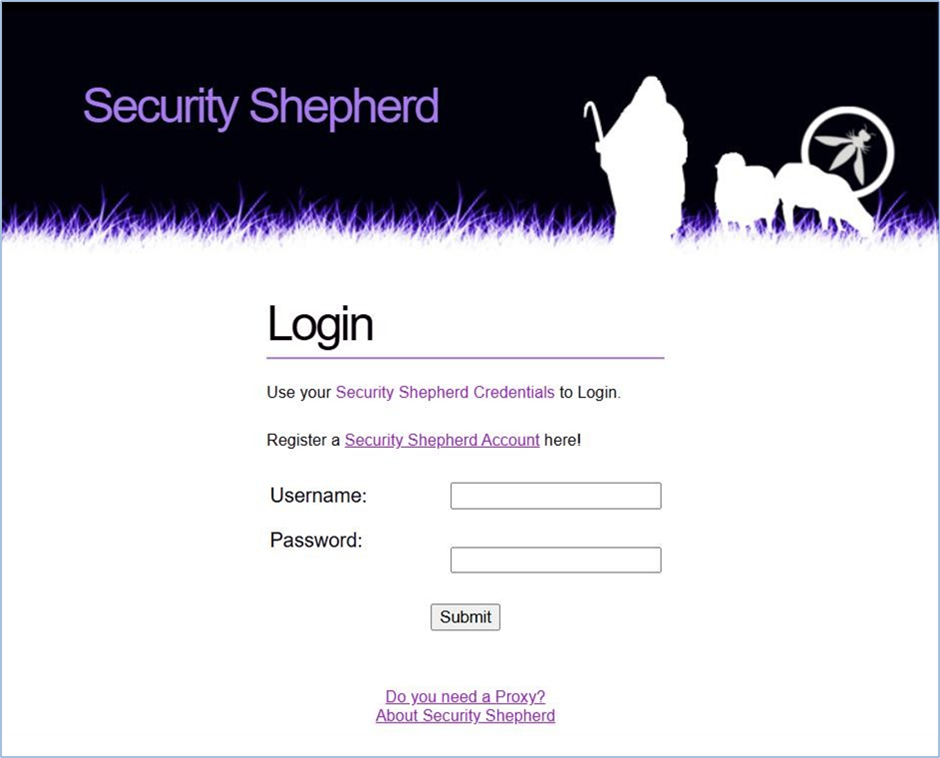 Security Shepherd
Login
Use your Security Shepherd Credentials to Login.
Register a Security Shepherd Account here!
Username:
Password:
Submit
Do you need a Proxy?
About Security Shepherd